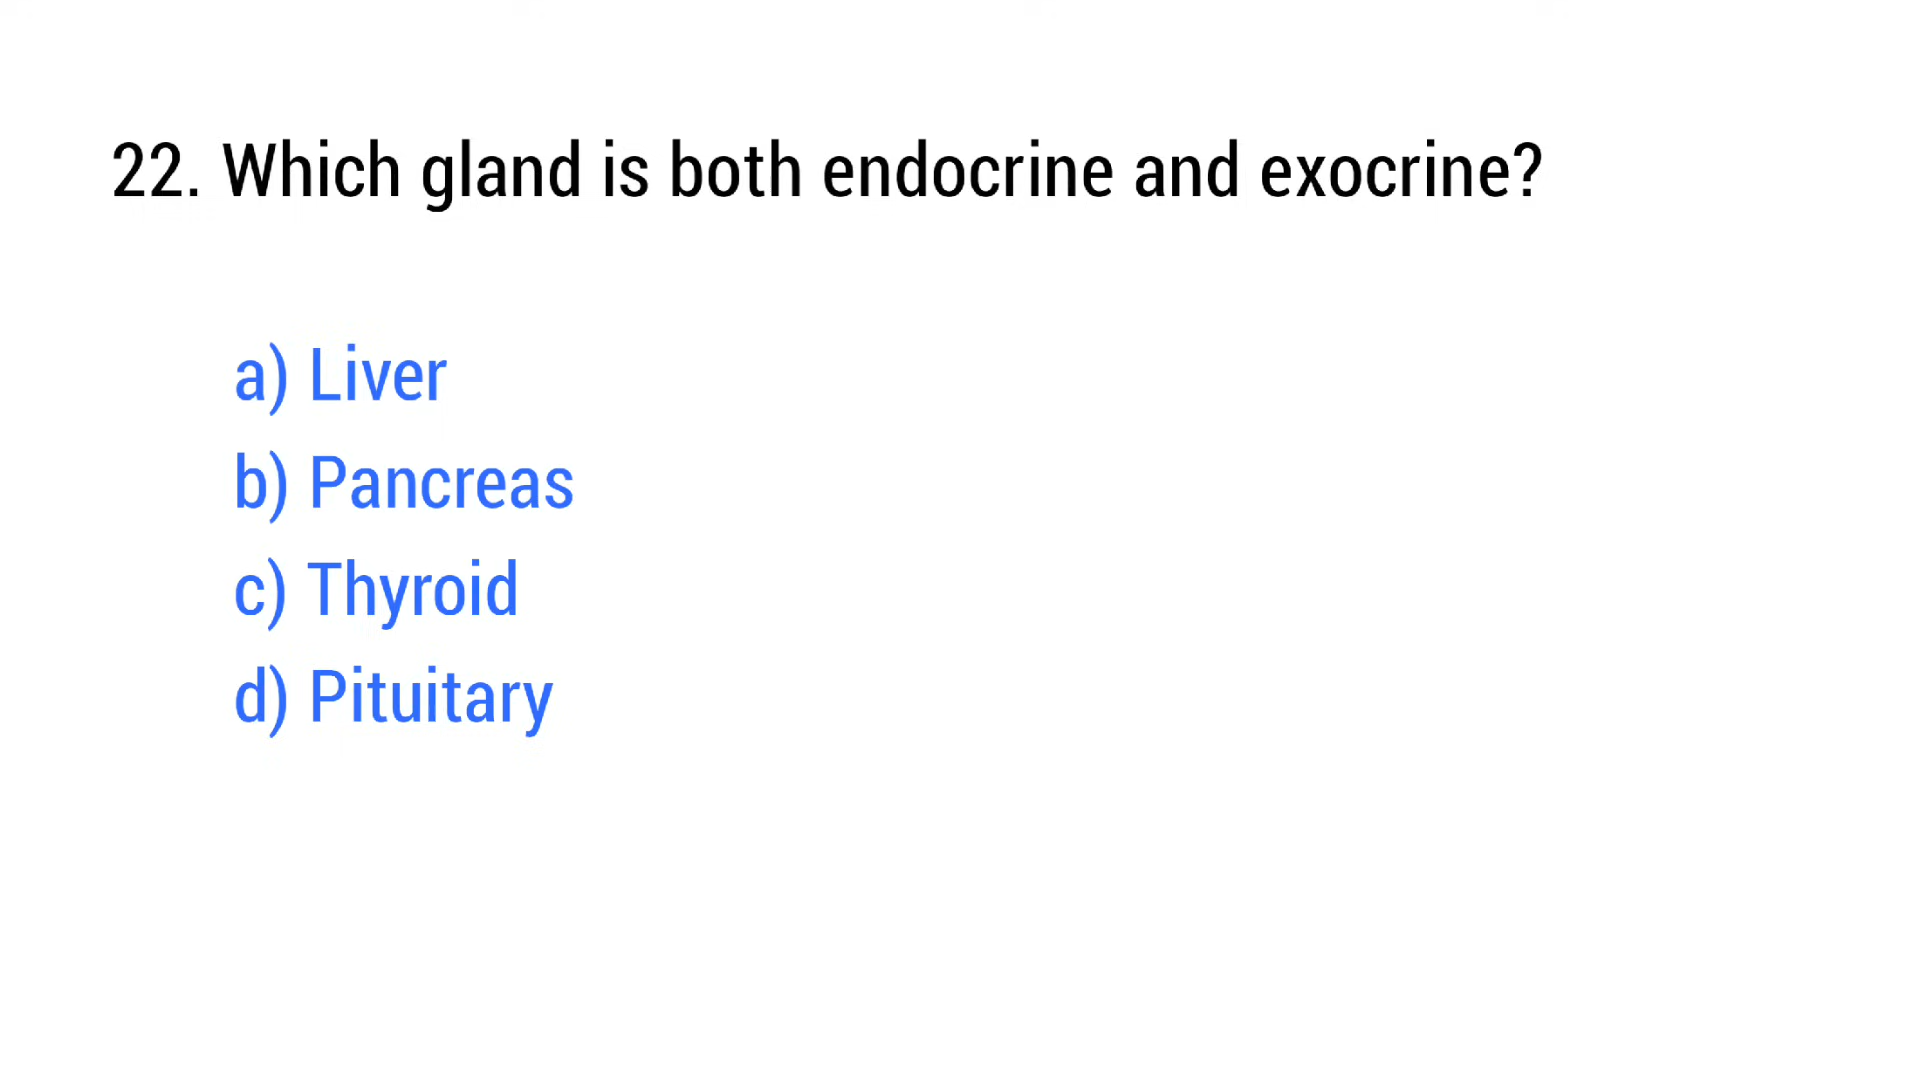 22. Which gland is both endocrine and exocrine?
a) Liver
b) Pancreas
c) Thyroid
d) Pituitary